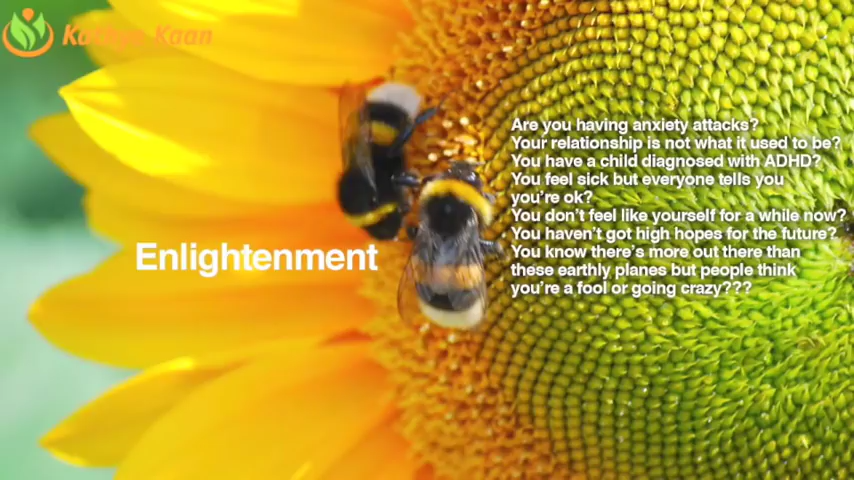 Kathye Kaan
Enlightenment
Are you having anxiety attacks?
Your relationship is not what it used to be?
You have a child diagnosed with ADHD?
You feel sick but everyone tells you
you're ok?
You don't feel like yourself for a while now?
You haven't got high hopes for the future?
You know there's more out there than
these earthly planes but people think
you're a fool or going crazy???